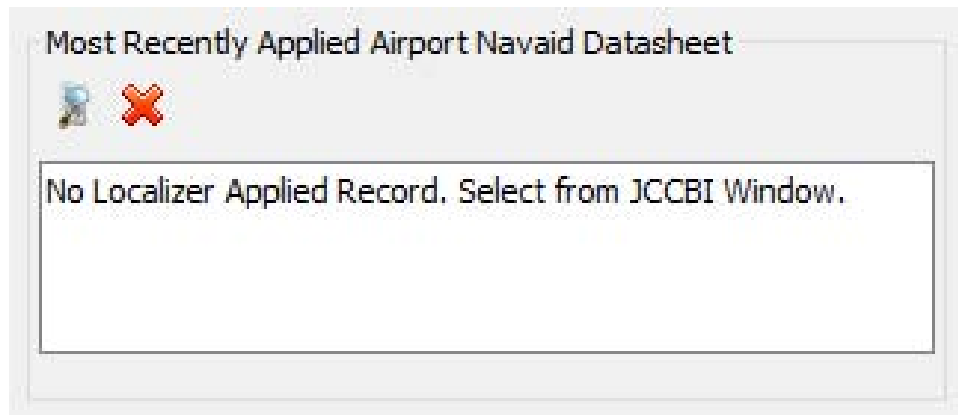 Most Recently Applied Airport Navaid Datasheet
No Localizer Applied Record. Select from JCCBI Window.